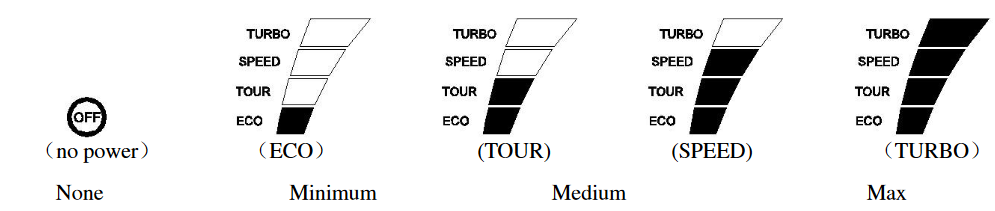 TURBO TURBO TURBO TURBO
SPEED SPEED SPEED SPEED
TOUR TOUR TOUR TOUR
OFF ECO ECO ECO ECO
（no power） （ECO） (TOUR) (SPEED) （TURBO）
None Minimum Medium Max